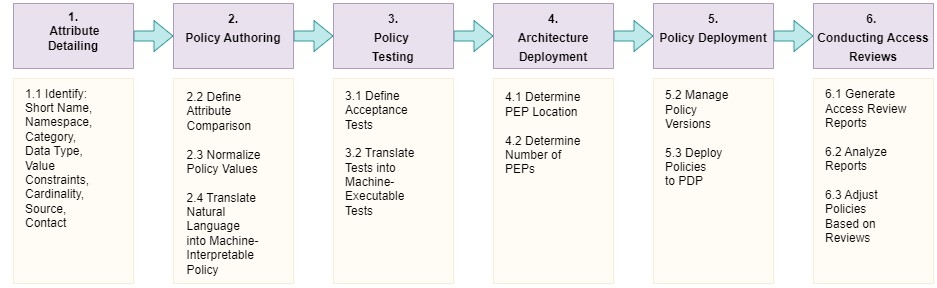 1.
Attribute
Detailing
2.
Policy Authoring
3.
Policy
Testing
4.
Architecture
Deployment
5.
Policy Deployment
6.
Conducting Access
Reviews
1.1 Identify:
Short Name,
Namespace,
Category,
Data Type,
Value
Constraints,
Cardinality,
Source,
Contact
2.2 Define
Attribute
Comparison
2.3 Normalize
Policy Values
2.4 Translate
Natural
Language
into Machine-
Interpretable
Policy
3.1 Define
Acceptance
Tests
3.2 Translate
Tests into
Machine-
Executable
Tests
4.1 Determine
PEP Location
4.2 Determine
Number of
PEPs
5.2 Manage
Policy
Versions
5.3 Deploy
Policies
to PDP
6.1 Generate
Access Review
Reports
6.2 Analyze
Reports
6.3 Adjust
Policies
Based on
Reviews